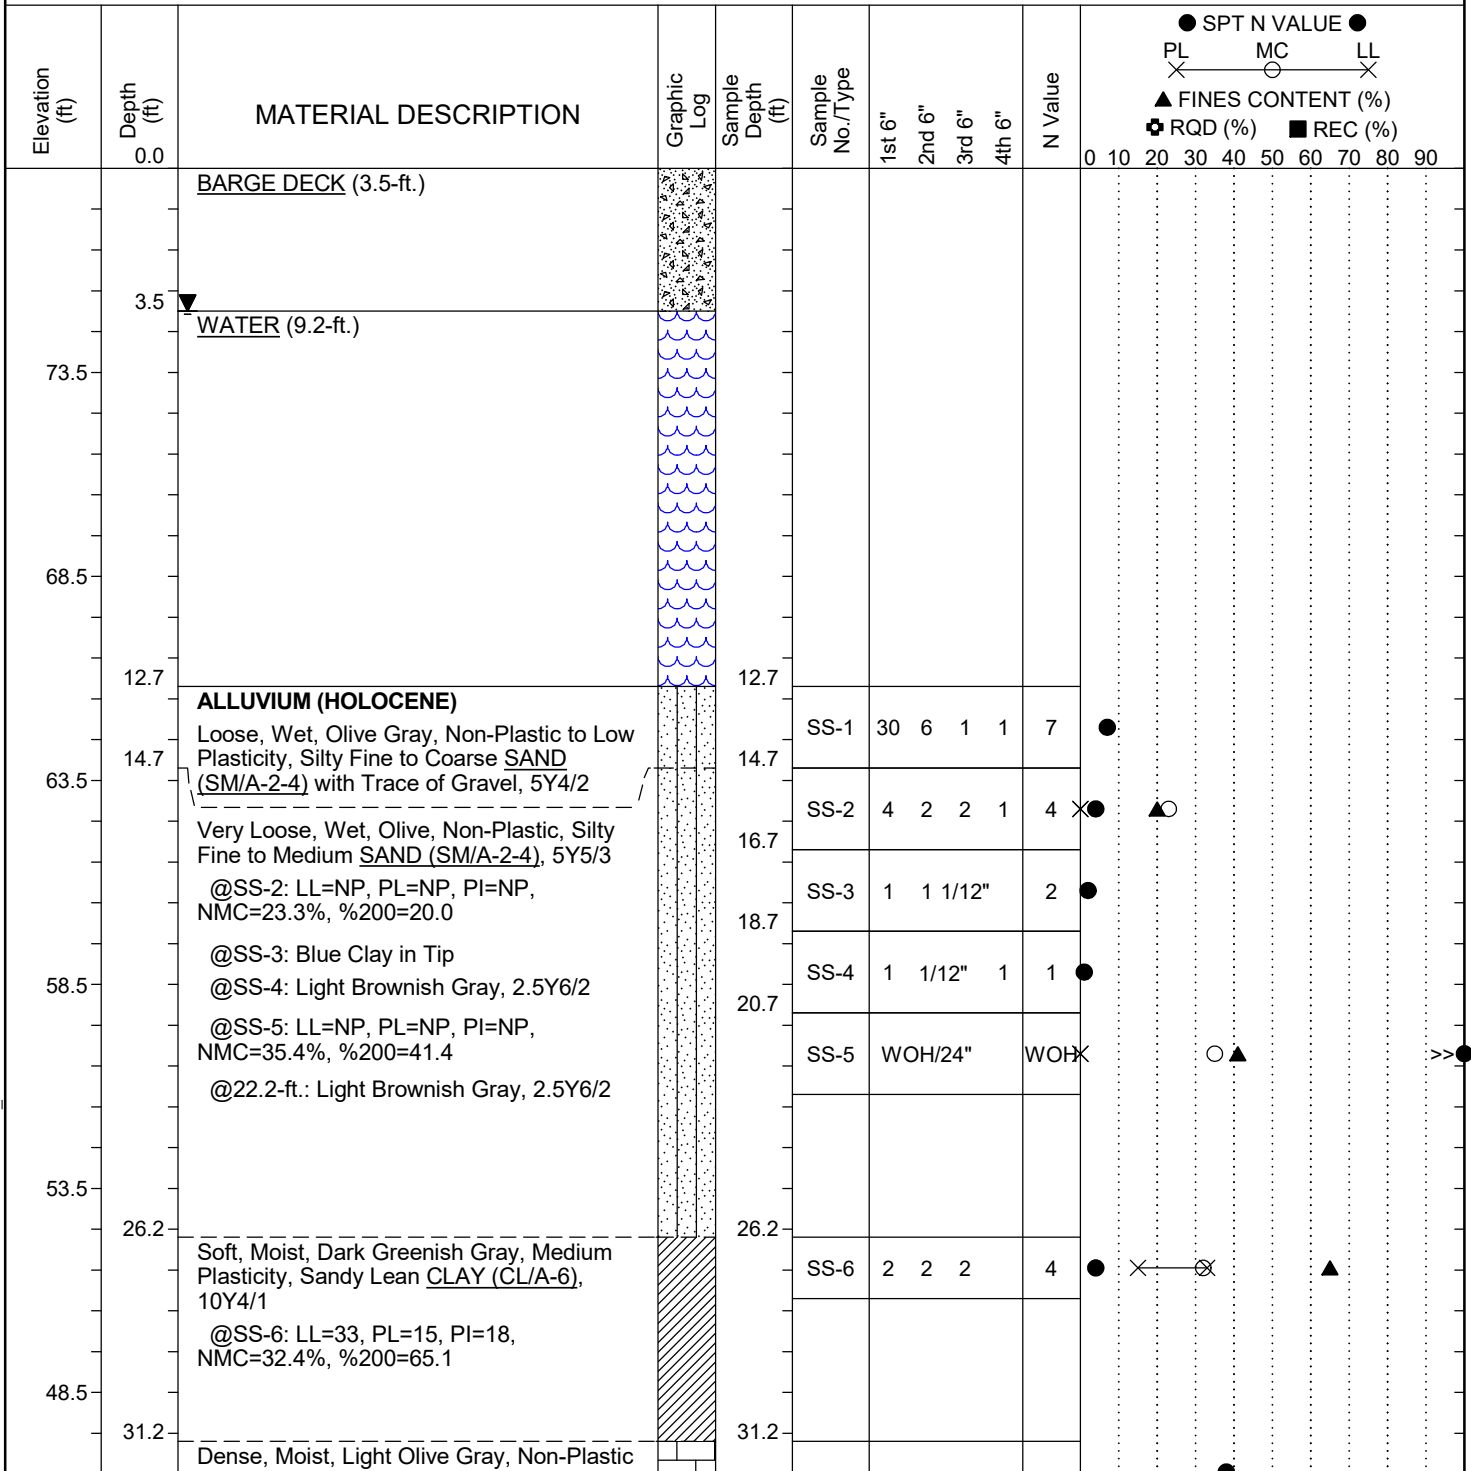 Elevation (ft)
Depth (ft)
0.0
MATERIAL DESCRIPTION
Graphic Log
Sample Depth (ft)
Sample No./Type
1st 6"
2nd 6"
3rd 6"
4th 6"
N Value
● SPT N VALUE ●
PL MC LL
▲ FINES CONTENT (%)
RQD (%) ■ REC (%)
0 10 20 30 40 50 60 70 80 90
BARGE DECK (3.5-ft.)
3.5
WATER (9.2-ft.)
73.5
68.5
12.7 12.7
ALLUVIUM (HOLOCENE)
Loose, Wet, Olive Gray, Non-Plastic to Low
Plasticity, Silty Fine to Coarse SAND
(SM/A-2-4) with Trace of Gravel, 5Y4/2
SS-1 30 6 1 1 7
14.7 14.7
63.5
SS-2 4 2 2 1 4
Very Loose, Wet, Olive, Non-Plastic, Silty
Fine to Medium SAND (SM/A-2-4), 5Y5/3
16.7
@SS-2: LL=NP, PL=NP, PI=NP,
NMC=23.3%, %200=20.0
SS-3 1 1 1/12" 2
18.7
@SS-3: Blue Clay in Tip
@SS-4: Light Brownish Gray, 2.5Y6/2
SS-4 1 1/12" 1 1
58.5
20.7
@SS-5: LL=NP, PL=NP, PI=NP,
NMC=35.4%, %200=41.4
SS-5 WOH/24" WOH >>
@22.2-ft.: Light Brownish Gray, 2.5Y6/2
53.5
26.2 26.2
Soft, Moist, Dark Greenish Gray, Medium
Plasticity, Sandy Lean CLAY (CL/A-6),
10Y4/1
SS-6 2 2 2 4
@SS-6: LL=33, PL=15, PI=18,
NMC=32.4%, %200=65.1
48.5
31.2 31.2
Dense, Moist, Light Olive Gray, Non-Plastic